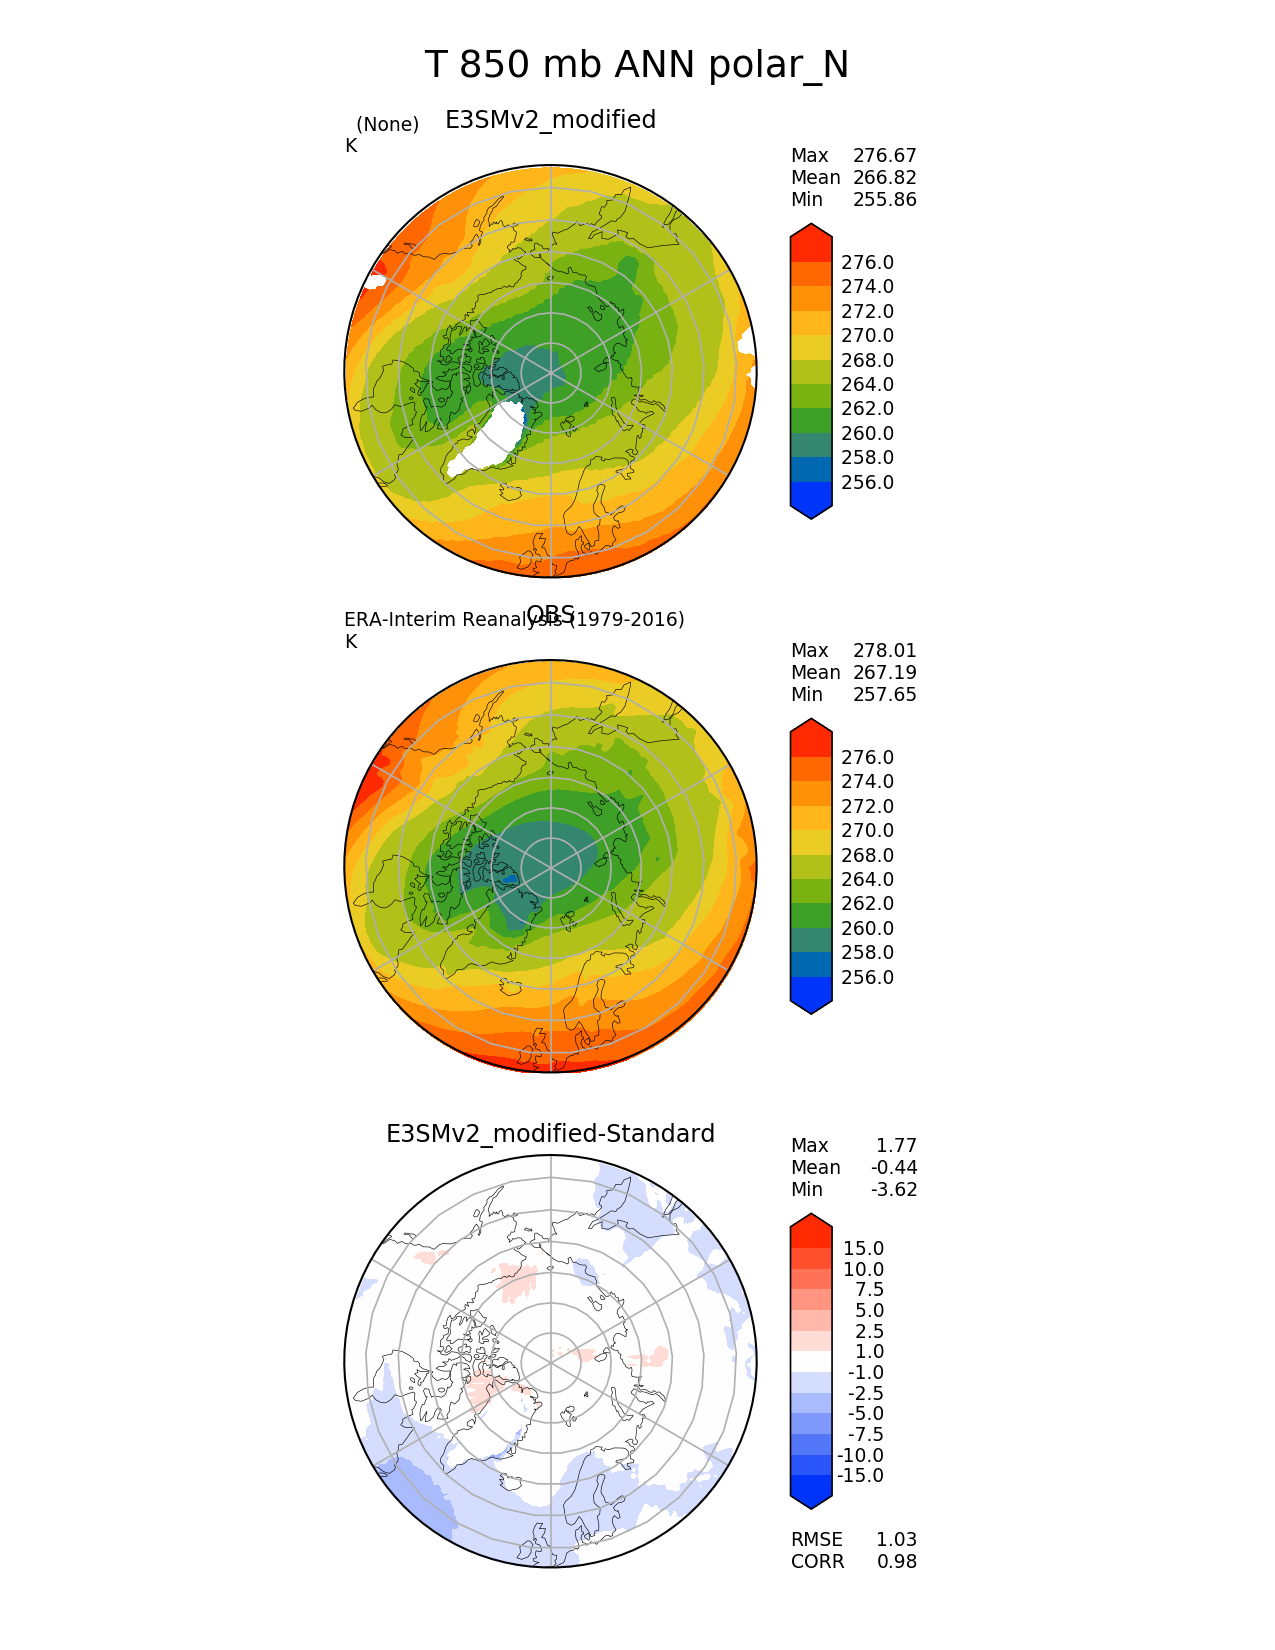 T 850 mb ANN polar_N
(None) E3SMv2_modified
K
Max 276.67
Mean 266.82
Min 255.86
276.0
274.0
272.0
270.0
268.0
264.0
262.0
260.0
258.0
256.0
OBS
ERA-Interim Reanalysis (1979-2016)
K
Max 278.01
Mean 267.19
Min 257.65
276.0
274.0
272.0
270.0
268.0
264.0
262.0
260.0
258.0
256.0
E3SMv2_modified-Standard
Max 1.77
Mean -0.44
Min -3.62
15.0
10.0
7.5
5.0
2.5
1.0
-1.0
-2.5
-5.0
-7.5
-10.0
-15.0
RMSE 1.03
CORR 0.98